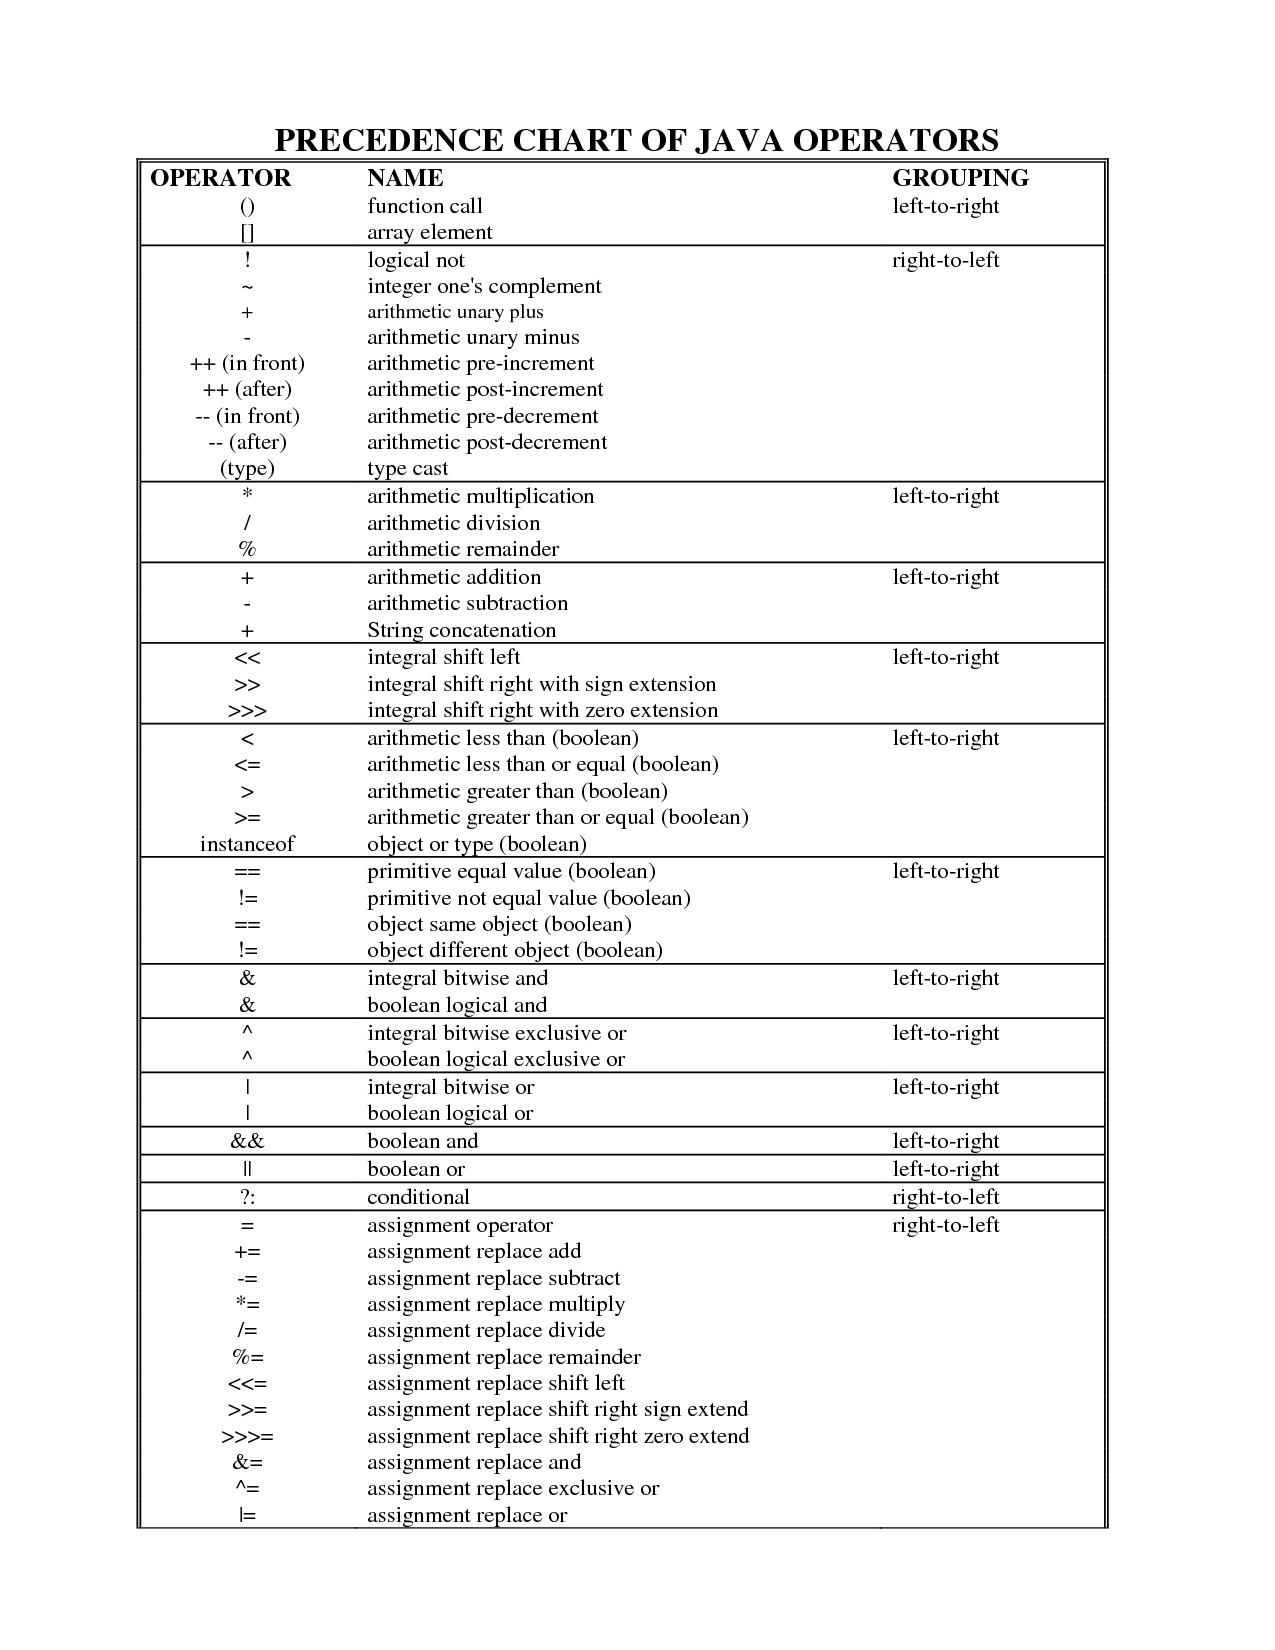 PRECEDENCE CHART OF JAVA OPERATORS
OPERATOR NAME GROUPING
() function call left-to-right
[] array element
! logical not right-to-left
~ integer one's complement
+ arithmetic unary plus
- arithmetic unary minus
++ (in front) arithmetic pre-increment
++ (after) arithmetic post-increment
-- (in front) arithmetic pre-decrement
-- (after) arithmetic post-decrement
(type) type cast
* arithmetic multiplication left-to-right
/ arithmetic division
% arithmetic remainder
+ arithmetic addition left-to-right
- arithmetic subtraction
+ String concatenation
<< integral shift left left-to-right
>> integral shift right with sign extension
>>> integral shift right with zero extension
< arithmetic less than (boolean) left-to-right
<= arithmetic less than or equal (boolean)
> arithmetic greater than (boolean)
>= arithmetic greater than or equal (boolean)
instanceof object or type (boolean)
== primitive equal value (boolean) left-to-right
!= primitive not equal value (boolean)
== object same object (boolean)
!= object different object (boolean)
& integral bitwise and left-to-right
& boolean logical and
^ integral bitwise exclusive or left-to-right
^ boolean logical exclusive or
| integral bitwise or left-to-right
| boolean logical or
&& boolean and left-to-right
|| boolean or left-to-right
?: conditional right-to-left
= assignment operator right-to-left
+= assignment replace add
-= assignment replace subtract
*= assignment replace multiply
/= assignment replace divide
%= assignment replace remainder
<<= assignment replace shift left
>>= assignment replace shift right sign extend
>>>= assignment replace shift right zero extend
&= assignment replace and
^= assignment replace exclusive or
|= assignment replace or